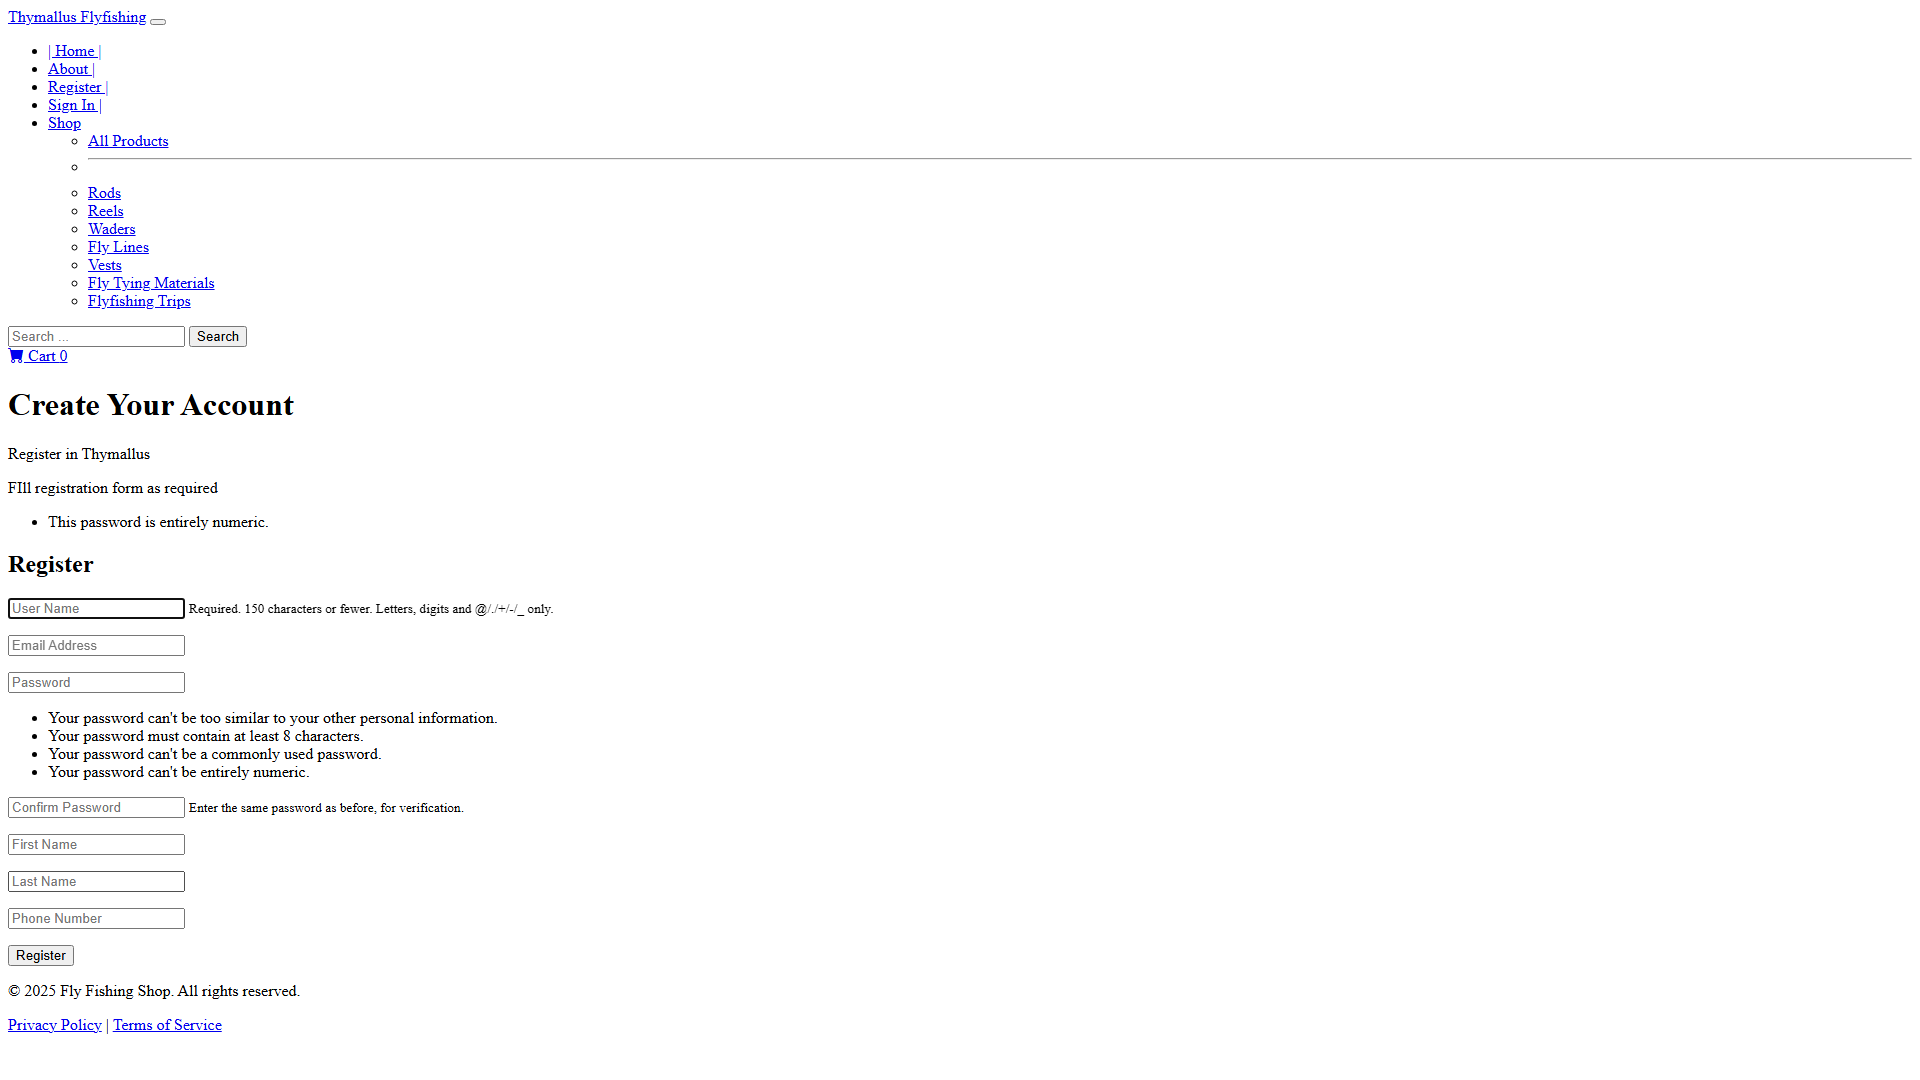 Thymallus Flyfishing
| Home |
About |
Register |
Sign In |
Shop
All Products
Rods
Reels
Waders
Fly Lines
Vests
Fly Tying Materials
Flyfishing Trips
Search ... Search
Cart 0
Create Your Account
Register in Thymallus
FIll registration form as required
This password is entirely numeric.
Register
User Name Required. 150 characters or fewer. Letters, digits and @/./+/-/_ only.
Email Address
Password
Your password can't be too similar to your other personal information.
Your password must contain at least 8 characters.
Your password can't be a commonly used password.
Your password can't be entirely numeric.
Confirm Password Enter the same password as before, for verification.
First Name
Last Name
Phone Number
Register
© 2025 Fly Fishing Shop. All rights reserved.
Privacy Policy | Terms of Service